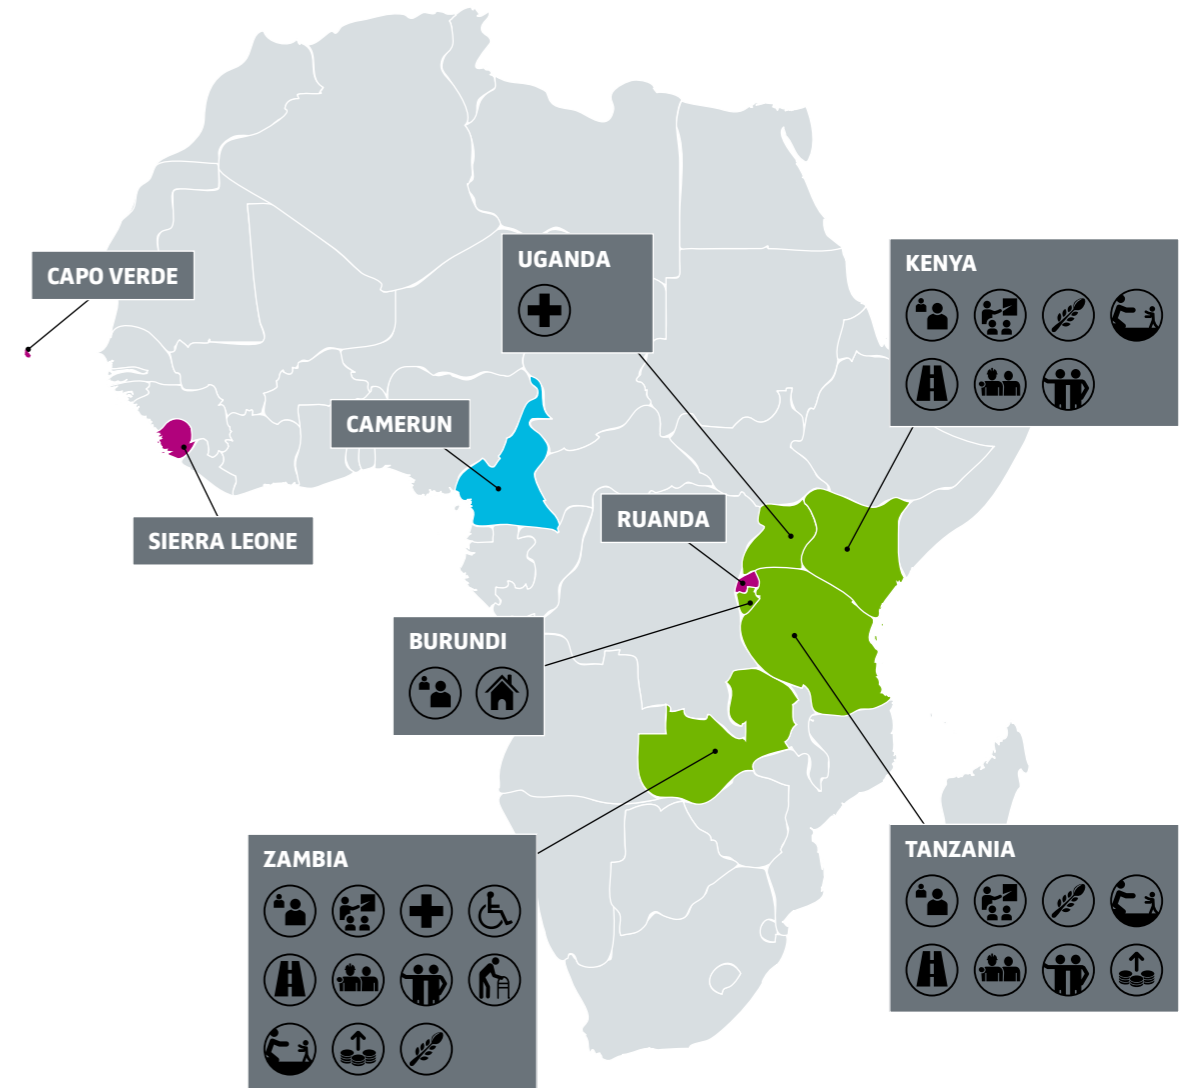 CAPO VERDE
UGANDA
KENYA
CAMERUN
SIERRA LEONE
RUANDA
BURUNDI
ZAMBIA
TANZANIA